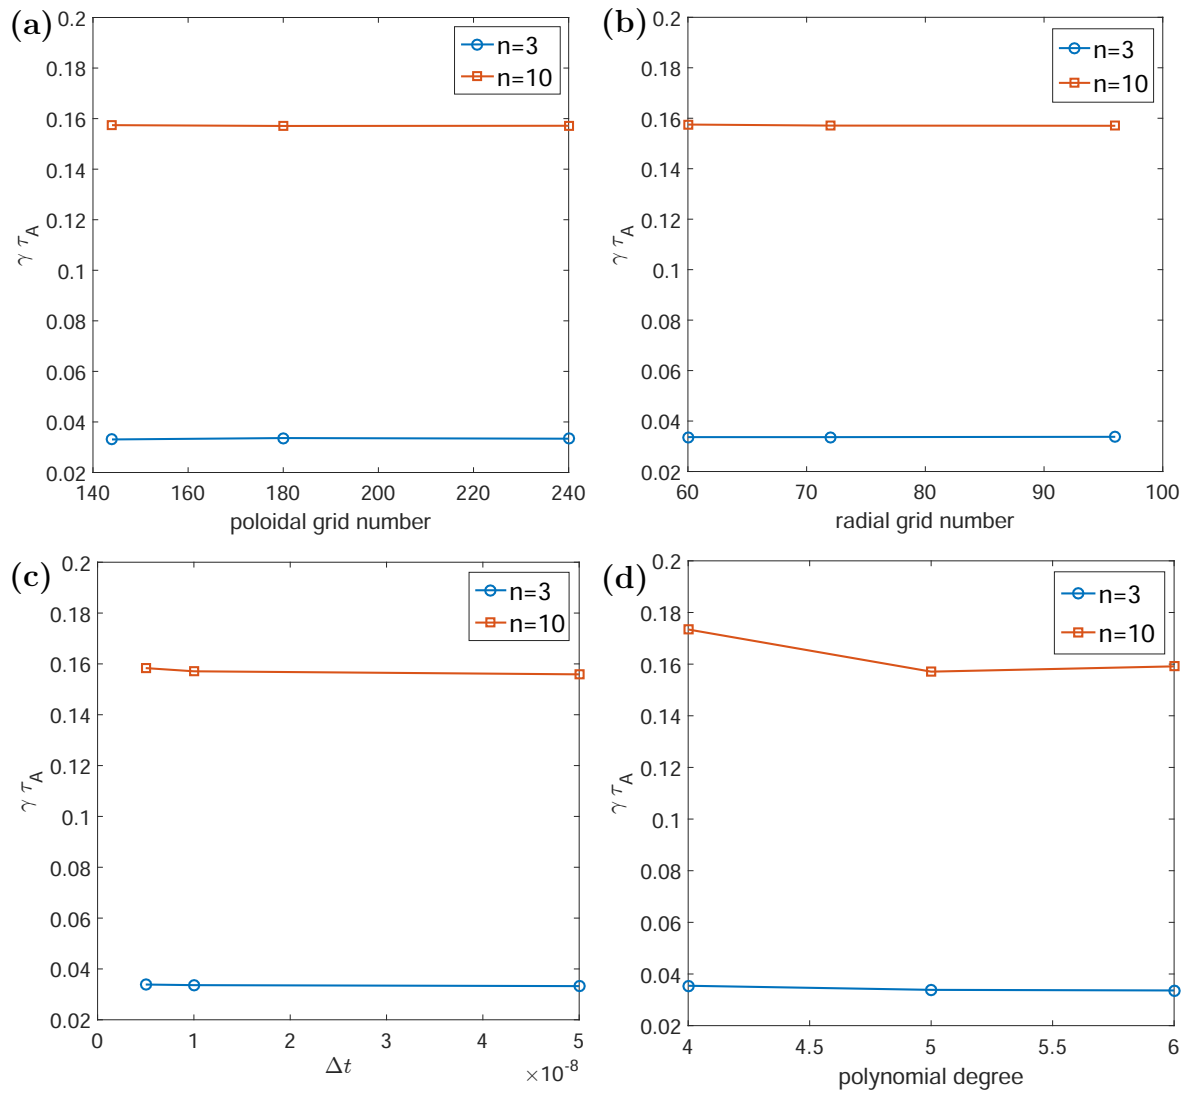 (a)
0.2
0.18
0.16
0.14
0.12
0.1
0.08
0.06
0.04
0.02
γ τA
140 160 180 200 220 240
poloidal grid number
n=3
n=10
(b)
0.2
0.18
0.16
0.14
0.12
0.1
0.08
0.06
0.04
0.02
γ τA
60 70 80 90 100
radial grid number
n=3
n=10
(c)
0.2
0.18
0.16
0.14
0.12
0.1
0.08
0.06
0.04
0.02
γ τA
0 1 2 3 4 5
Δt
×10-8
n=3
n=10
(d)
0.2
0.18
0.16
0.14
0.12
0.1
0.08
0.06
0.04
0.02
γ τA
4 4.5 5 5.5 6
polynomial degree
n=3
n=10